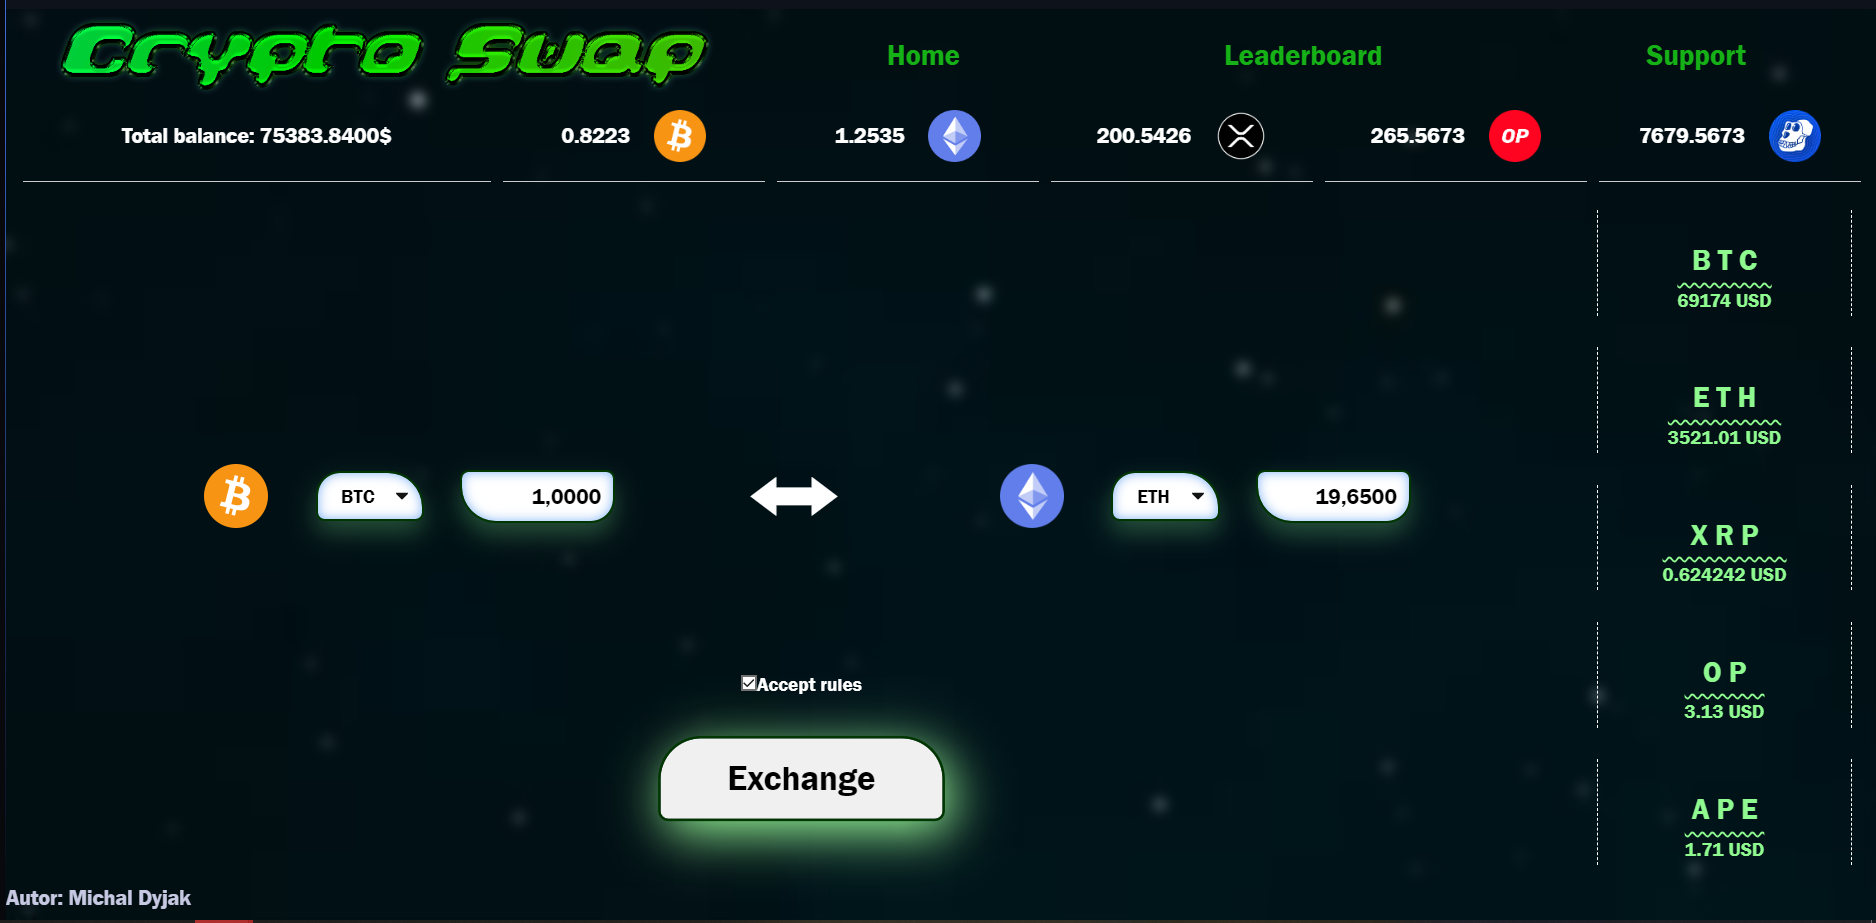 Crypto Swap
Home
Leaderboard
Support
Total balance: 75383.8400$
0.8223
1.2535
200.5426
265.5673
OP
7679.5673
BTC
69174 USD
ETH
3521.01 USD
BTC
1,0000
ETH
19,6500
XRP
0.624242 USD
Accept rules
OP
3.13 USD
Exchange
APE
1.71 USD
Autor: Michal Dyjak